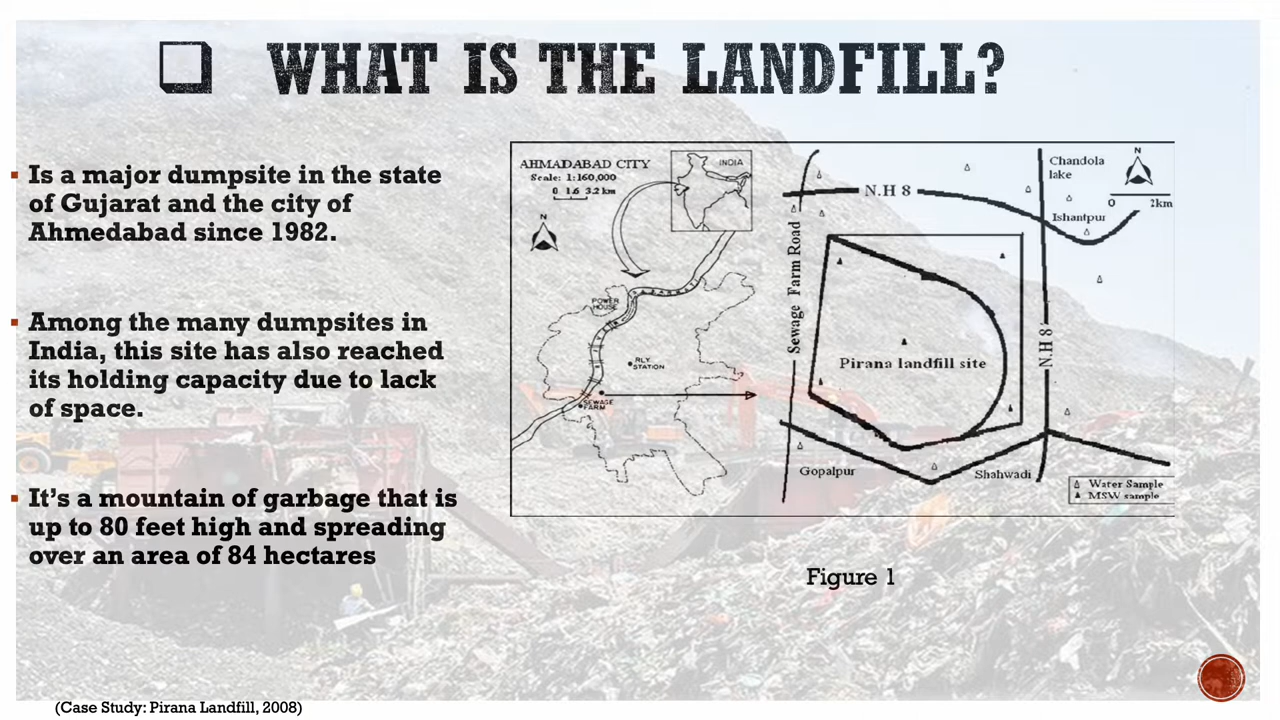 WHAT IS THE LANDFILL?
Is a major dumpsite in the state
of Gujarat and the city of
Ahmedabad since 1982.
Among the many dumpsites in
India, this site has also reached
its holding capacity due to lack
of space.
It's a mountain of garbage that is
up to 80 feet high and spreading
over an area of 84 hectares
AHMADABAD CITY
Scale: 1:160,000
0 1.6 3.2 km
N
INDIA
POWER
HOUSE
RLY
STATION
SEWAGE
FARM
N.H 8
Sewage Farm Road
Chandola
lake
N
0 2km
Ishantpur
N.H 8
Pirana landfill site
Gopalpur
Shahwadi
Water Sample
MSW sample
Figure 1
(Case Study: Pirana Landfill, 2008)